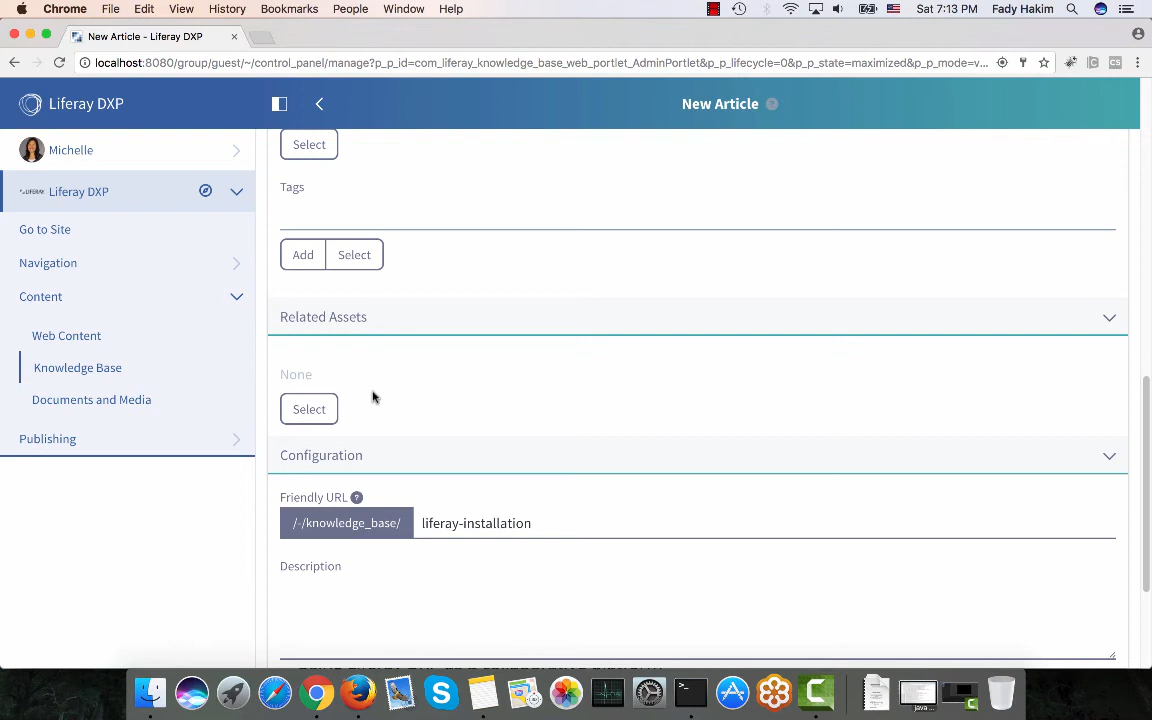 Chrome File Edit View History Bookmarks People Window Help Sat 7:13 PM Fady Hakim
New Article - Liferay DXP
localhost:8080/group/guest/~/control_panel/manage?p_p_id=com_liferay_knowledge_base_web_portlet_AdminPortlet&p_p_lifecycle=0&p_p_state=maximized&p_p_mode=v...
Liferay DXP
New Article ?
Michelle
Liferay DXP
Go to Site
Navigation
Content
Web Content
Knowledge Base
Documents and Media
Publishing
Select
Tags
Add Select
Related Assets
None
Select
Configuration
Friendly URL ?
/-/knowledge_base/ liferay-installation
Description